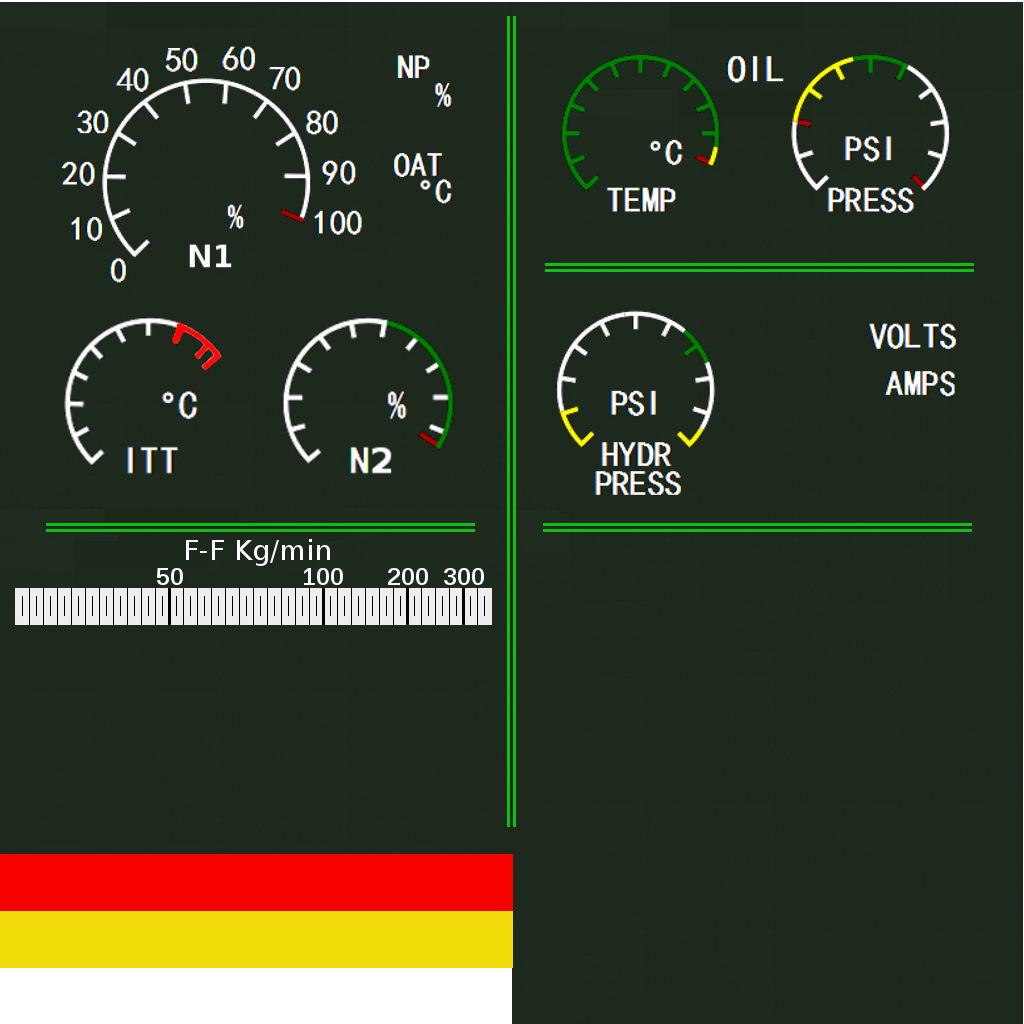 50 60
40 70
30 80
20 90
10 100
0
%
N1
NP
%
OAT
°C
OIL
°C
TEMP
PSI
PRESS
°C
ITT
%
N2
PSI
HYDR
PRESS
VOLTS
AMPS
F-F Kg/min
50 100 200 300